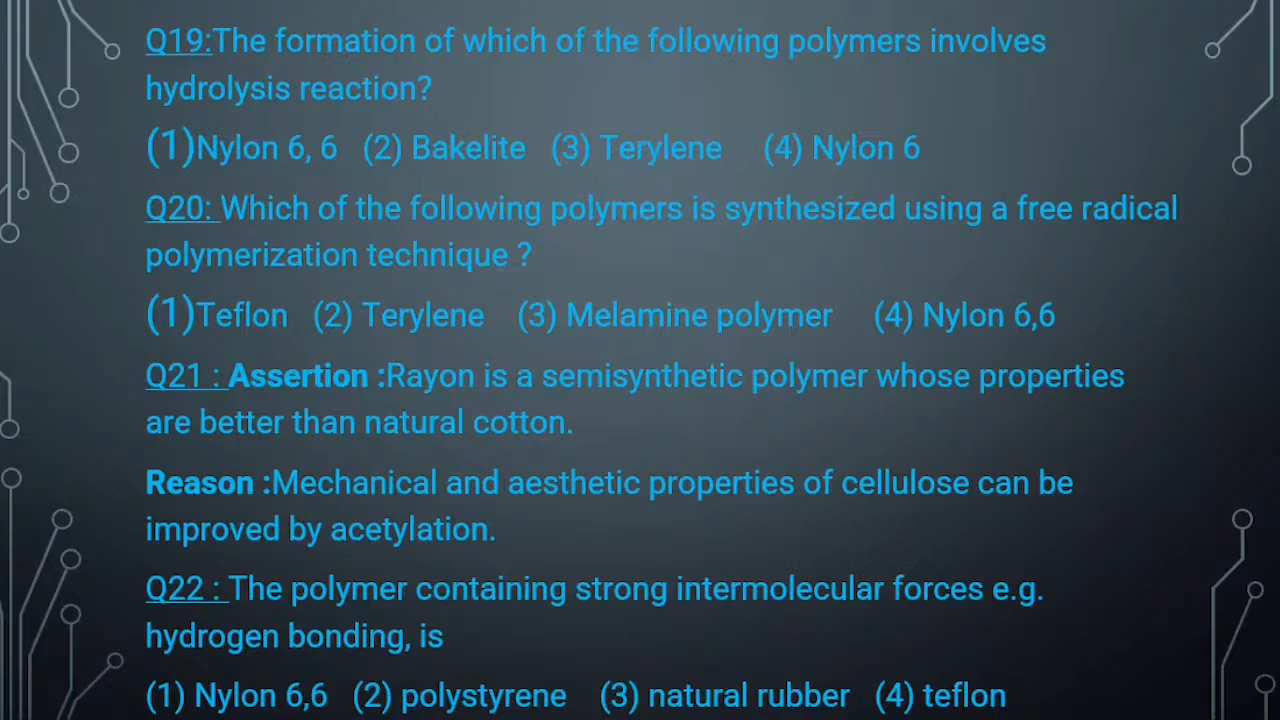 Q19:The formation of which of the following polymers involves
hydrolysis reaction?
(1)Nylon 6, 6 (2) Bakelite (3) Terylene (4) Nylon 6
Q20: Which of the following polymers is synthesized using a free radical
polymerization technique ?
(1)Teflon (2) Terylene (3) Melamine polymer (4) Nylon 6,6
Q21 : Assertion :Rayon is a semisynthetic polymer whose properties
are better than natural cotton.
Reason :Mechanical and aesthetic properties of cellulose can be
improved by acetylation.
Q22 : The polymer containing strong intermolecular forces e.g.
hydrogen bonding, is
(1) Nylon 6,6 (2) polystyrene (3) natural rubber (4) teflon